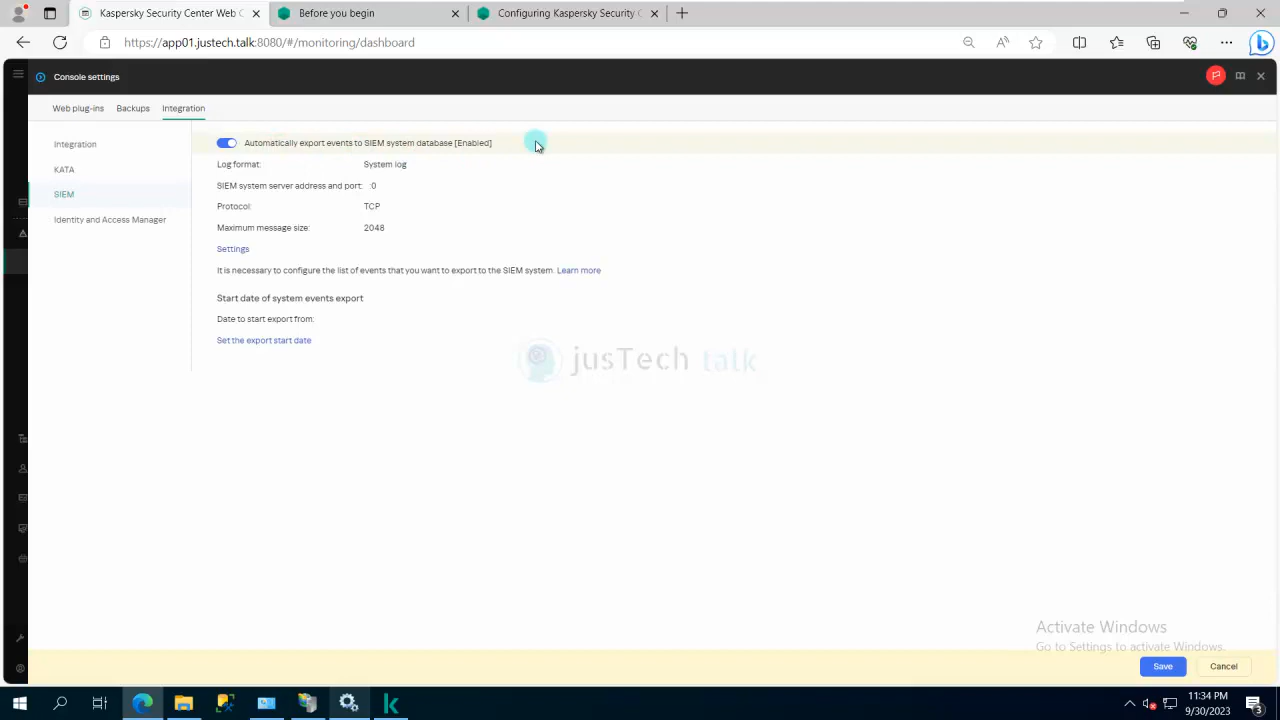 Kaspersky Security C
Before you begin
Configuring Kaspersky Security C
https://app01.justech.talk:8080/#/monitoring/dashboard
Console settings
Web plug-ins Backups Integration
Integration
KATA
SIEM
Identity and Access Manager
Automatically export events to SIEM system database [Enabled]
Log format: System log
SIEM system server address and port: :0
Protocol: TCP
Maximum message size: 2048
Settings
It is necessary to configure the list of events that you want to export to the SIEM system. Learn more
Start date of system events export
Date to start export from:
Set the export start date
jusTech talk
Activate Windows
Go to Settings to activate Windows.
Save Cancel
11:34 PM
9/30/2023
3